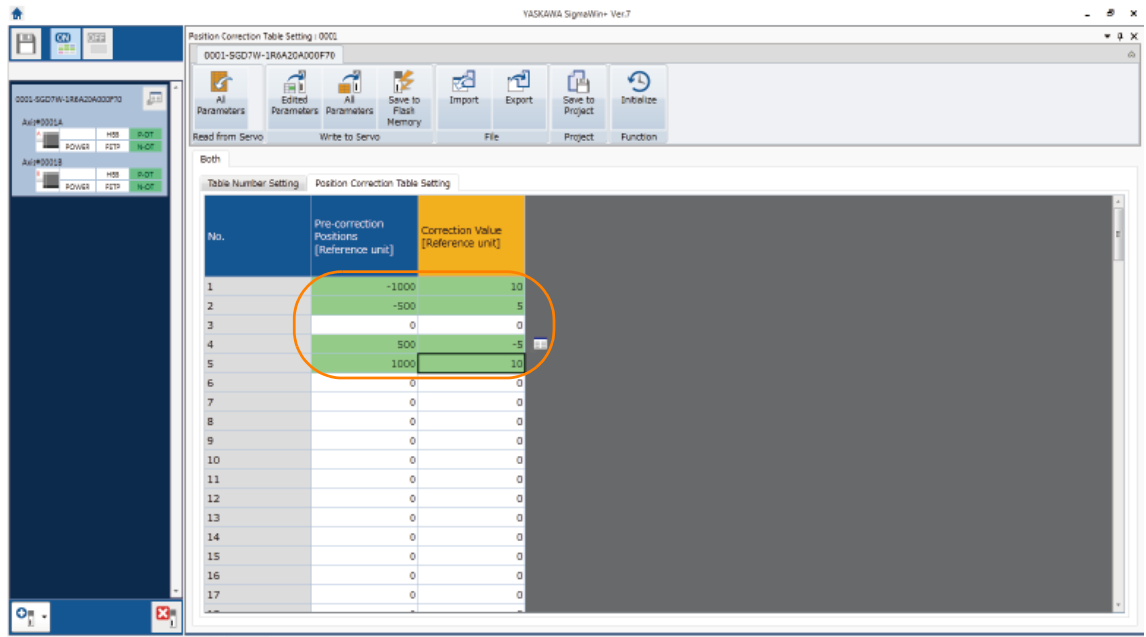 YASKAWA SigmaWin+ Ver.7
ON
OFF
Position Correction Table Setting : 0001
0001-SGD7W-1R6A20A000F70
All Parameters
Edited Parameters
All Parameters
Save to Flash Memory
Import
Export
Save to Project
Initialize
Read from Servo
Write to Servo
File
Project
Function
0001-SGD7W-1R6A20A000F70
Axis#0001A
HBB P-OT
POWER FSTP N-OT
Axis#0001B
HBB P-OT
POWER FSTP N-OT
Both
Table Number Setting
Position Correction Table Setting
No.
Pre-correction Positions [Reference unit]
Correction Value [Reference unit]
1 -1000 10
2 -500 5
3 0 0
4 500 -5
5 1000 10
6 0 0
7 0 0
8 0 0
9 0 0
10 0 0
11 0 0
12 0 0
13 0 0
14 0 0
15 0 0
16 0 0
17 0 0